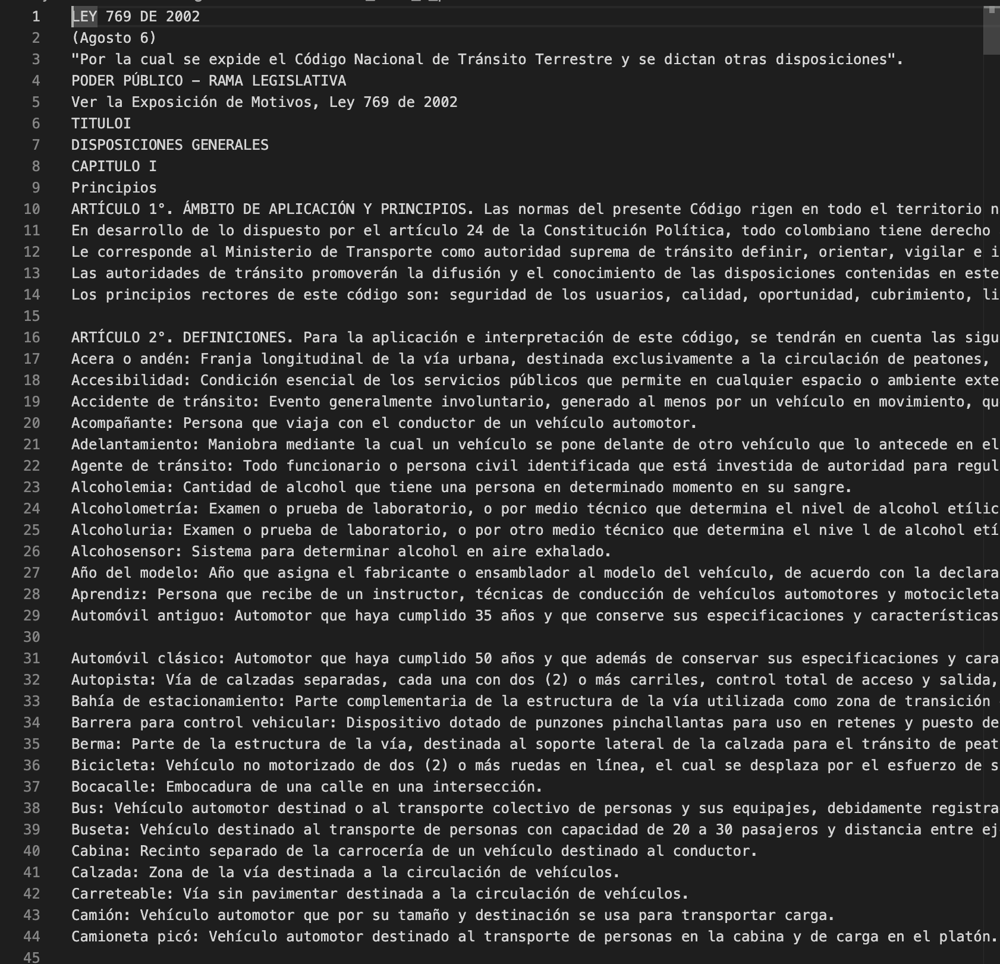 1 LEY 769 DE 2002
2 (Agosto 6)
3 "Por la cual se expide el Código Nacional de Tránsito Terrestre y se dictan otras disposiciones".
4 PODER PÚBLICO – RAMA LEGISLATIVA
5 Ver la Exposición de Motivos, Ley 769 de 2002
6 TITULOI
7 DISPOSICIONES GENERALES
8 CAPITULO I
9 Principios
10 ARTÍCULO 1°. ÁMBITO DE APLICACIÓN Y PRINCIPIOS. Las normas del presente Código rigen en todo el territorio n
11 En desarrollo de lo dispuesto por el artículo 24 de la Constitución Política, todo colombiano tiene derecho
12 Le corresponde al Ministerio de Transporte como autoridad suprema de tránsito definir, orientar, vigilar e i
13 Las autoridades de tránsito promoverán la difusión y el conocimiento de las disposiciones contenidas en este
14 Los principios rectores de este código son: seguridad de los usuarios, calidad, oportunidad, cubrimiento, li
15
16 ARTÍCULO 2°. DEFINICIONES. Para la aplicación e interpretación de este código, se tendrán en cuenta las sigu
17 Acera o andén: Franja longitudinal de la vía urbana, destinada exclusivamente a la circulación de peatones,
18 Accesibilidad: Condición esencial de los servicios públicos que permite en cualquier espacio o ambiente exte
19 Accidente de tránsito: Evento generalmente involuntario, generado al menos por un vehículo en movimiento, qu
20 Acompañante: Persona que viaja con el conductor de un vehículo automotor.
21 Adelantamiento: Maniobra mediante la cual un vehículo se pone delante de otro vehículo que lo antecede en el
22 Agente de tránsito: Todo funcionario o persona civil identificada que está investida de autoridad para regul
23 Alcoholemia: Cantidad de alcohol que tiene una persona en determinado momento en su sangre.
24 Alcoholometría: Examen o prueba de laboratorio, o por medio técnico que determina el nivel de alcohol etílic
25 Alcoholuria: Examen o prueba de laboratorio, o por otro medio técnico que determina el nive l de alcohol etí
26 Alcohosensor: Sistema para determinar alcohol en aire exhalado.
27 Año del modelo: Año que asigna el fabricante o ensamblador al modelo del vehículo, de acuerdo con la declara
28 Aprendiz: Persona que recibe de un instructor, técnicas de conducción de vehículos automotores y motocicleta
29 Automóvil antiguo: Automotor que haya cumplido 35 años y que conserve sus especificaciones y características
30
31 Automóvil clásico: Automotor que haya cumplido 50 años y que además de conservar sus especificaciones y cara
32 Autopista: Vía de calzadas separadas, cada una con dos (2) o más carriles, control total de acceso y salida,
33 Bahía de estacionamiento: Parte complementaria de la estructura de la vía utilizada como zona de transición
34 Barrera para control vehicular: Dispositivo dotado de punzones pinchallantas para uso en retenes y puesto de
35 Berma: Parte de la estructura de la vía, destinada al soporte lateral de la calzada para el tránsito de peat
36 Bicicleta: Vehículo no motorizado de dos (2) o más ruedas en línea, el cual se desplaza por el esfuerzo de s
37 Bocacalle: Embocadura de una calle en una intersección.
38 Bus: Vehículo automotor destinad o al transporte colectivo de personas y sus equipajes, debidamente registra
39 Buseta: Vehículo destinado al transporte de personas con capacidad de 20 a 30 pasajeros y distancia entre ej
40 Cabina: Recinto separado de la carrocería de un vehículo destinado al conductor.
41 Calzada: Zona de la vía destinada a la circulación de vehículos.
42 Carreteable: Vía sin pavimentar destinada a la circulación de vehículos.
43 Camión: Vehículo automotor que por su tamaño y destinación se usa para transportar carga.
44 Camioneta picó: Vehículo automotor destinado al transporte de personas en la cabina y de carga en el platón.
45